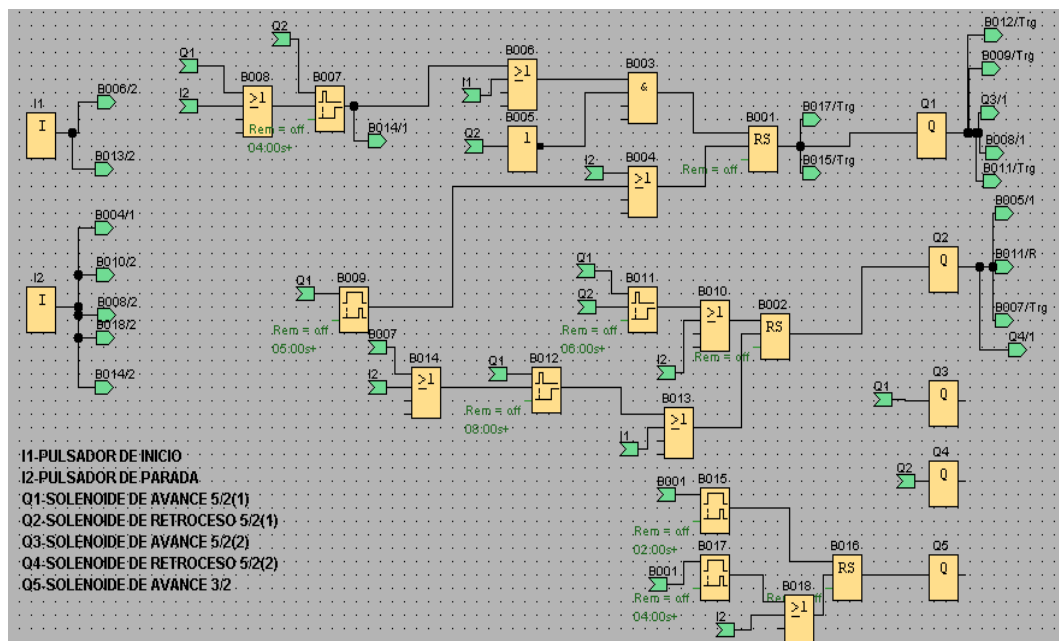 Q2
B012/Trg
Q1
B006
B009/Trg
B008
B007
B003
B006/2
I2
>1
>1
&
Q3/1
I1
I1
B017/Trg
Q1
B005
B001
I
Rem = off
04:00s+
B014/1
Q2
1
RS
Q
B008/1
B013/2
B004
Rem = off
B015/Trg
B011/Trg
I2
>1
B004/1
B005/1
Q2
B010/2
Q1
B009
Q1
B011
Q
B011/R
I2
B010
B008/2
Q2
B002
I
>1
RS
B018/2
Rem = off
05:00s+
B007
Rem = off
06:00s+
B007/Trg
Q4/1
B014
Q1
B012
I2
Rem = off
Q3
B014/2
I2
>1
B013
Q1
Q
Rem = off
08:00s+
>1
I1
I1-PULSADOR DE INICIO
I2-PULSADOR DE PARADA
Q1-SOLENOIDE DE AVANCE 5/2(1)
Q2-SOLENOIDE DE RETROCESO 5/2(1)
Q3-SOLENOIDE DE AVANCE 5/2(2)
Q4-SOLENOIDE DE RETROCESO 5/2(2)
Q5-SOLENOIDE DE AVANCE 3/2
Q4
Q2
Q
B001
B015
Rem = off
02:00s+
B017
B016
Q5
B001
RS
Q
Rem = off
04:00s+
B018
Rem = off
>1
I2